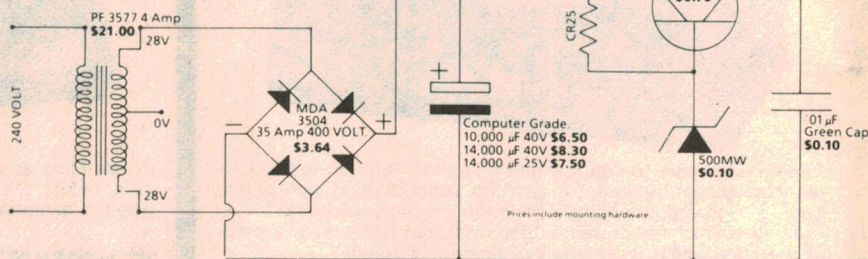 PF 3577 4 Amp
$21.00
28V
240 VOLT
0V
28V
MDA
3504
35 Amp 400 VOLT.
$3.64
Computer Grade.
10,000 µF 40V $6.50
14,000 µF 40V $8.30
14,000 µF 25V $7.50
Prices include mounting hardware
CR25
500MW
$0.10
01 µF
Green Cap
$0.10